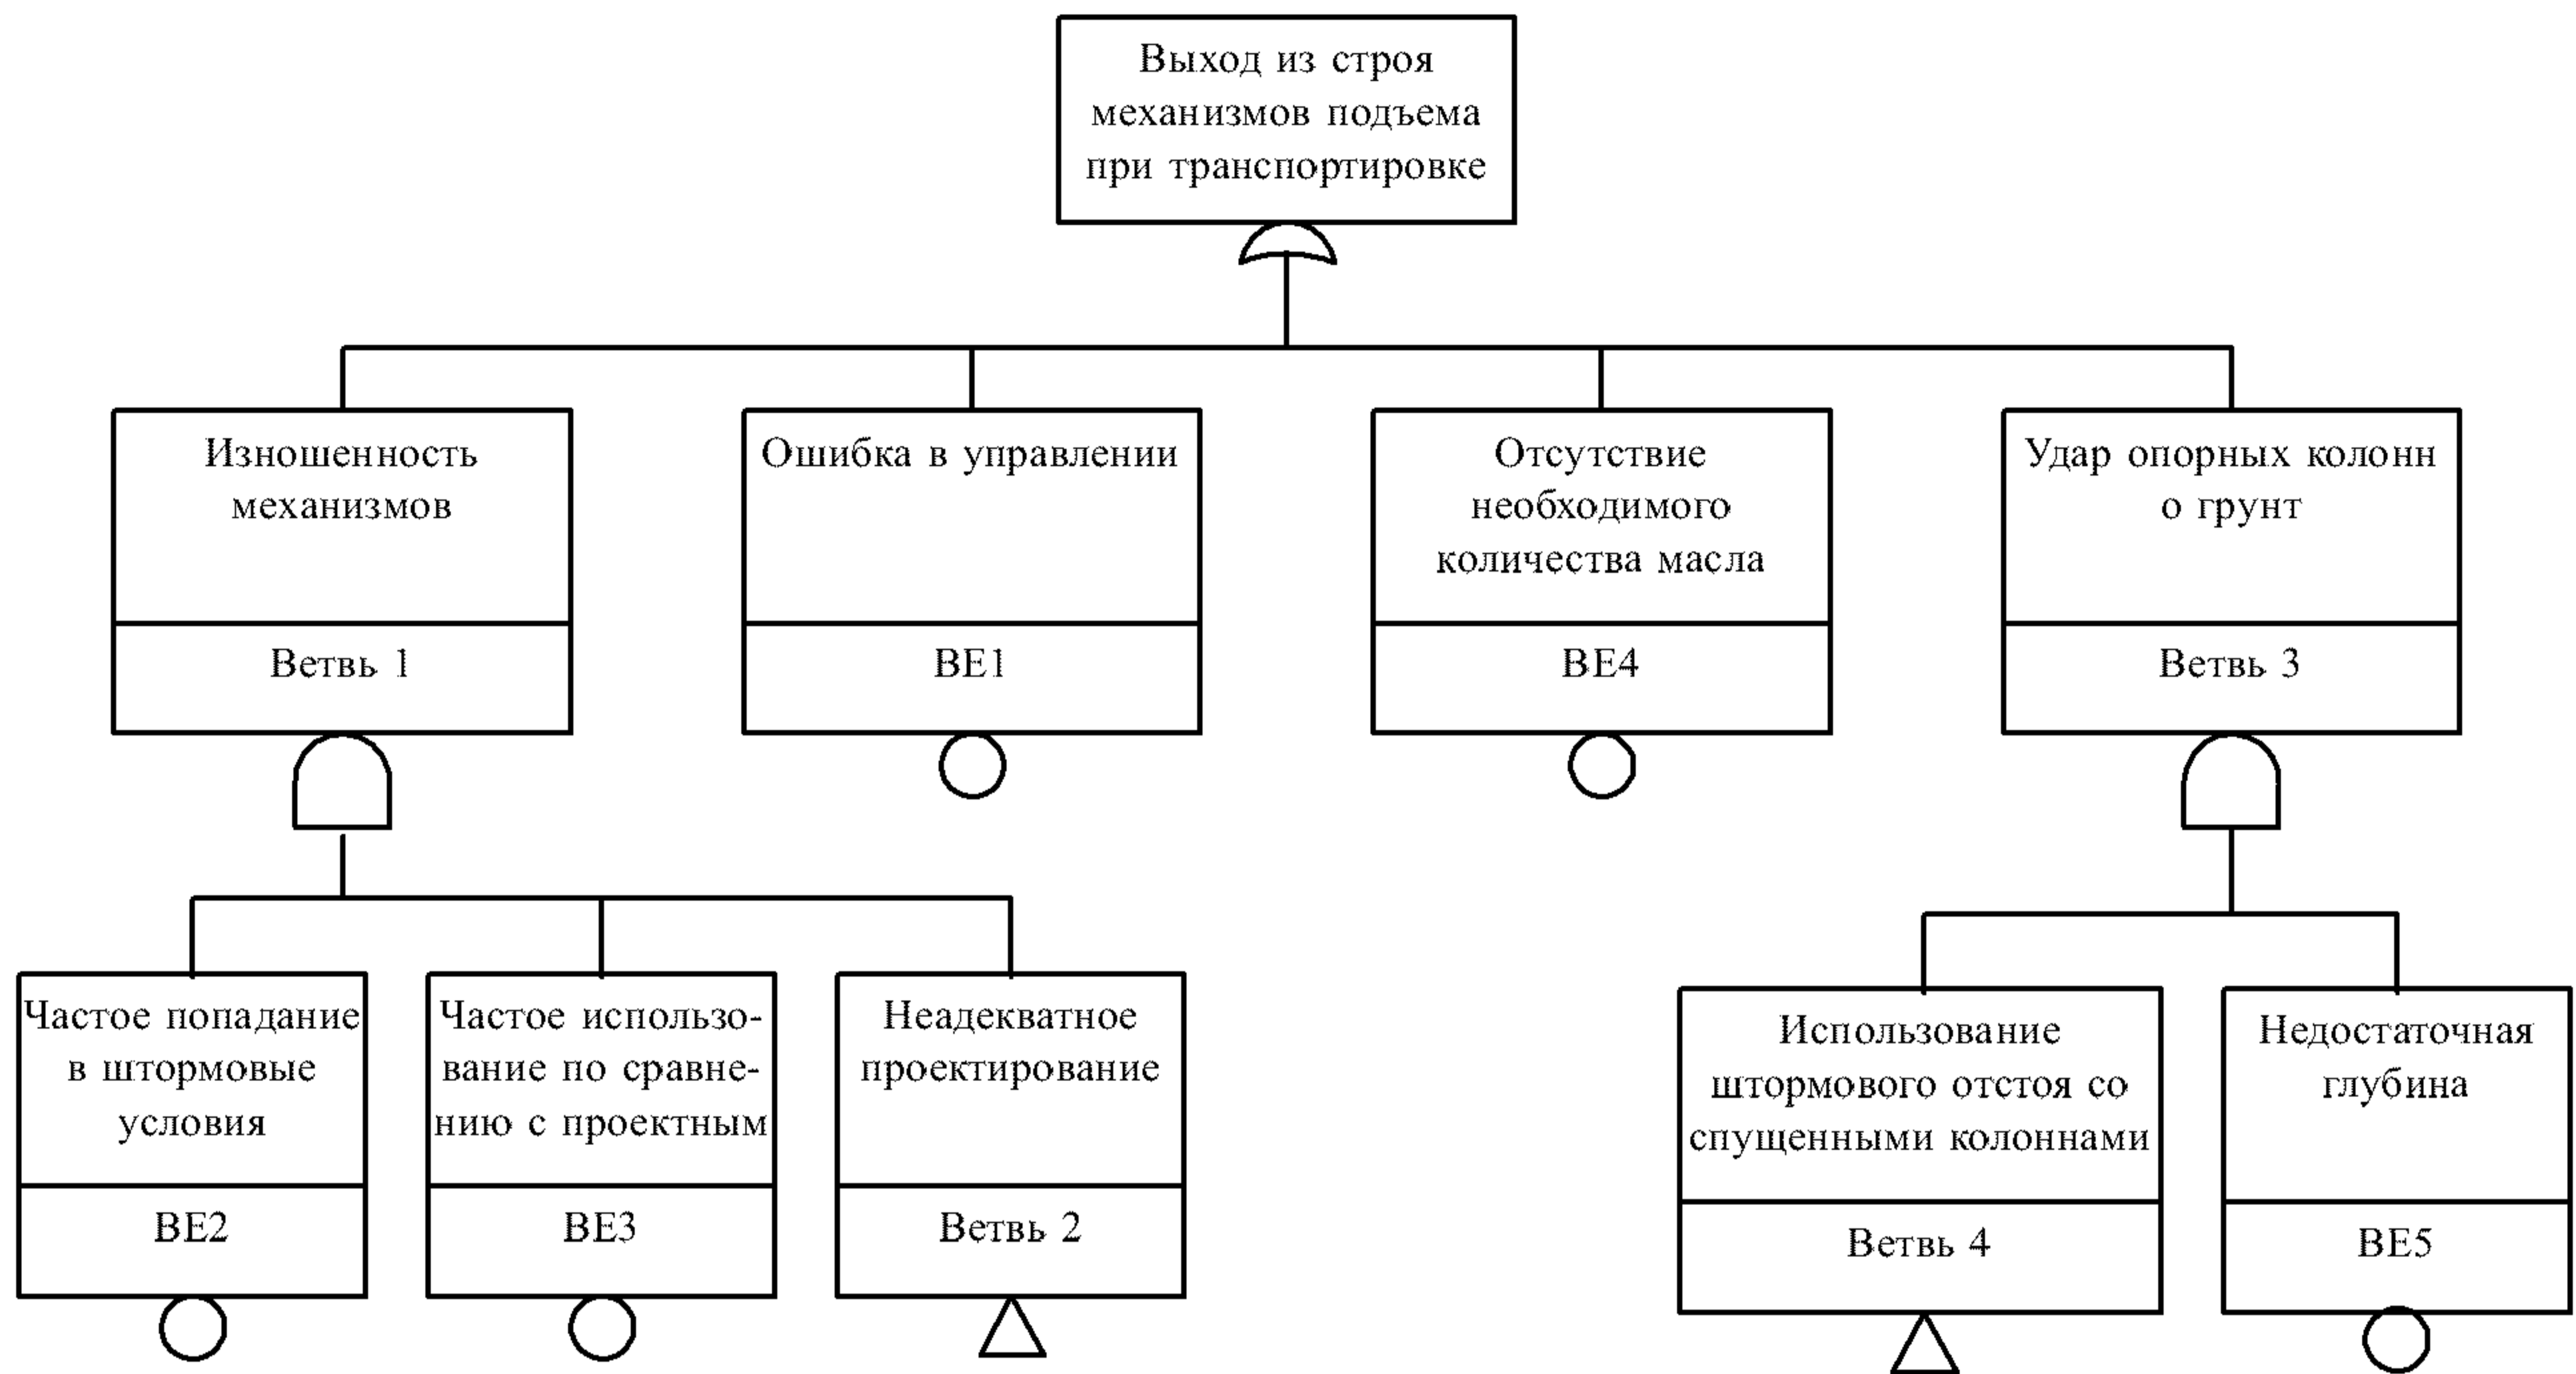 Выход из строя
механизмов подъема
при транспортировке
Изношенность
механизмов
Ветвь 1
Ошибка в управлении
BE1
Отсутствие
необходимого
количества масла
BE4
Удар опорных колонн
о грунт
Ветвь 3
Частое попадание
в штормовые
условия
BE2
Частое использо-
вание по сравне-
нию с проектным
BE3
Неадекватное
проектирование
Ветвь 2
Использование
штормового отстоя со
спущенными колоннами
Ветвь 4
Недостаточная
глубина
BE5